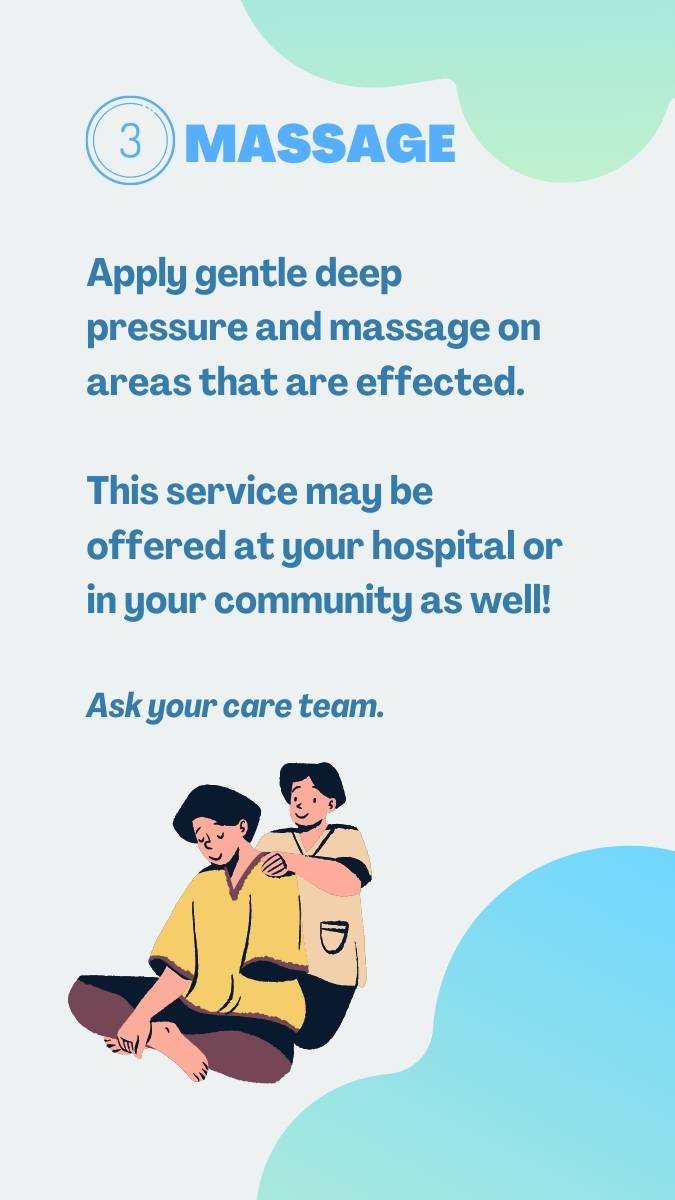 3 MASSAGE
Apply gentle deep
pressure and massage on
areas that are effected.
This service may be
offered at your hospital or
in your community as well!
Ask your care team.